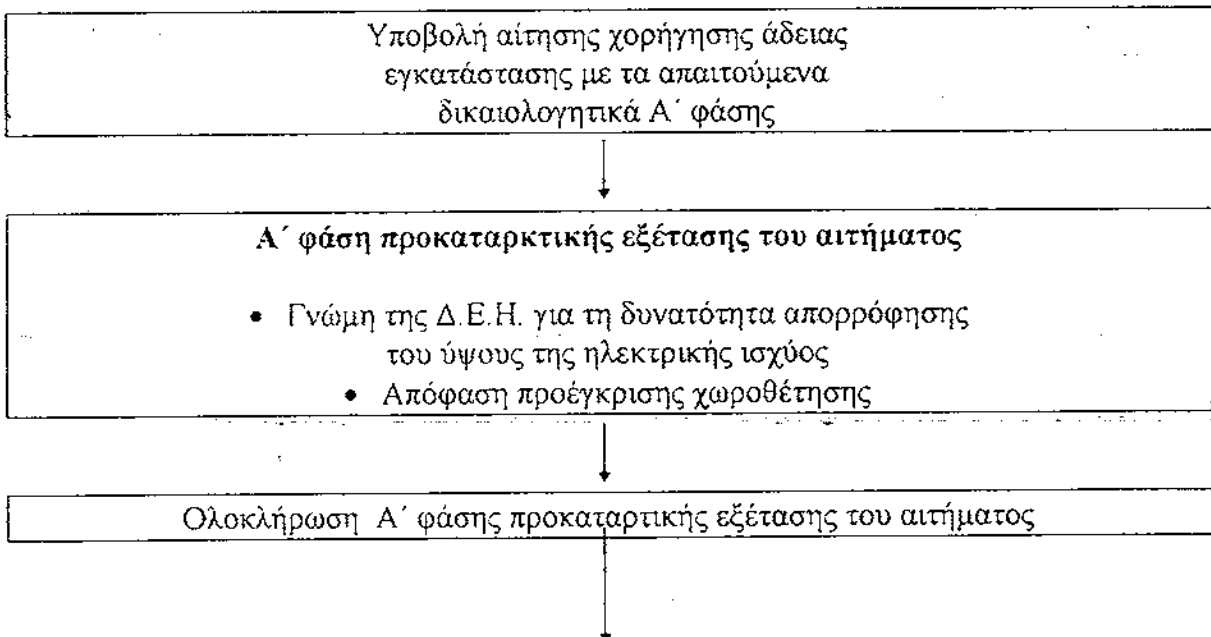 Υποβολή αίτησης χορήγησης άδειας
εγκατάστασης με τα απαιτούμενα
δικαιολογητικά Α΄ φάσης
Α΄ φάση προκαταρκτικής εξέτασης του αιτήματος
• Γνώμη της Δ.Ε.Η. για τη δυνατότητα απορρόφησης
του ύψους της ηλεκτρικής ισχύος
• Απόφαση προέγκρισης χωροθέτησης
Ολοκλήρωση Α΄ φάσης προκαταρτικής εξέτασης του αιτήματος